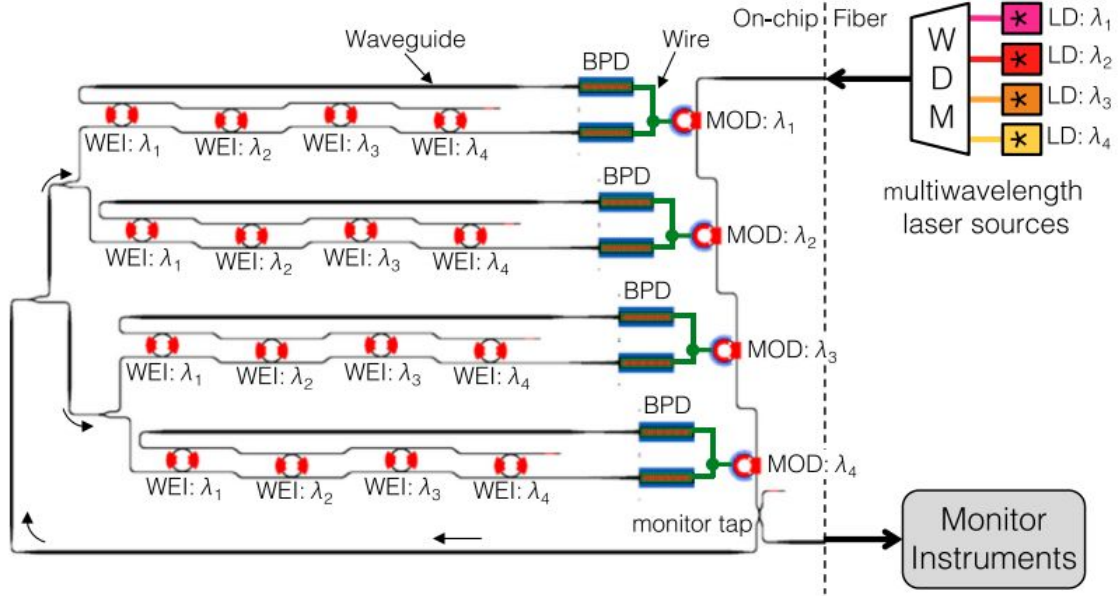 On-chip
Fiber
W
D
M
LD: λ1
LD: λ2
LD: λ3
LD: λ4
multiwavelength
laser sources
Waveguide
Wire
BPD
WEI: λ1
WEI: λ2
WEI: λ3
WEI: λ4
MOD: λ1
BPD
WEI: λ1
WEI: λ2
WEI: λ3
WEI: λ4
MOD: λ2
BPD
WEI: λ1
WEI: λ2
WEI: λ3
WEI: λ4
MOD: λ3
BPD
WEI: λ1
WEI: λ2
WEI: λ3
WEI: λ4
MOD: λ4
monitor tap
Monitor
Instruments